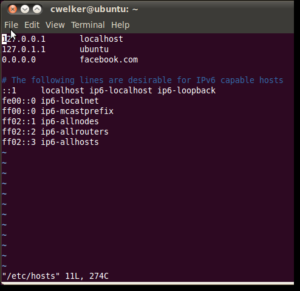 cwelker@ubuntu: ~
File Edit View Terminal Help
127.0.0.1 localhost
127.0.1.1 ubuntu
0.0.0.0 facebook.com
# The following lines are desirable for IPv6 capable hosts
::1 localhost ip6-localhost ip6-loopback
fe00::0 ip6-localnet
ff00::0 ip6-mcastprefix
ff02::1 ip6-allnodes
ff02::2 ip6-allrouters
ff02::3 ip6-allhosts
~
~
~
~
~
~
~
~
~
~
~
~
"/etc/hosts" 11L, 274C